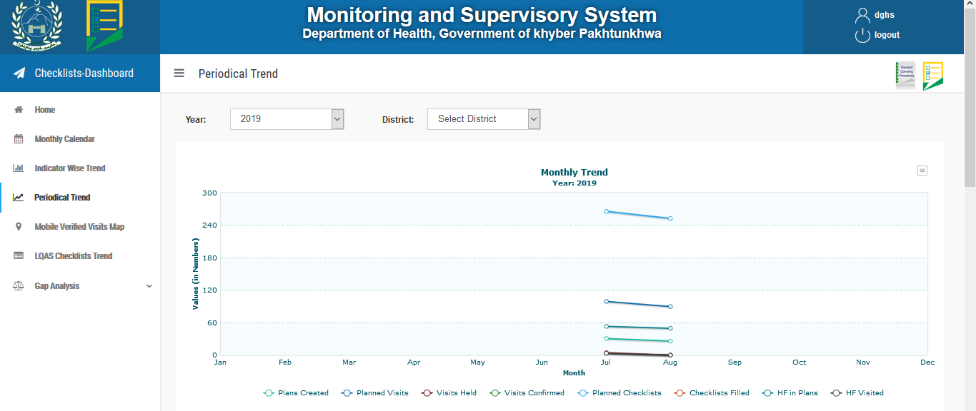 Monitoring and Supervisory System
Department of Health, Government of khyber Pakhtunkhwa
dghs
logout
Checklists-Dashboard
Periodical Trend
Home
Monthly Calendar
Indicator Wise Trend
Periodical Trend
Mobile Verified Visits Map
LQAS Checklists Trend
Gap Analysis
Year: 2019 District: Select District
Monthly Trend
Year: 2019
Values (in Numbers)
300
240
180
120
60
0
Jan Feb Mar Apr May Jun Jul Aug Sep Oct Nov Dec
Month
Plans Created Planned Visits Visits Held Visits Confirmed Planned Checklists Checklists Filled HF in Plans HF Visited